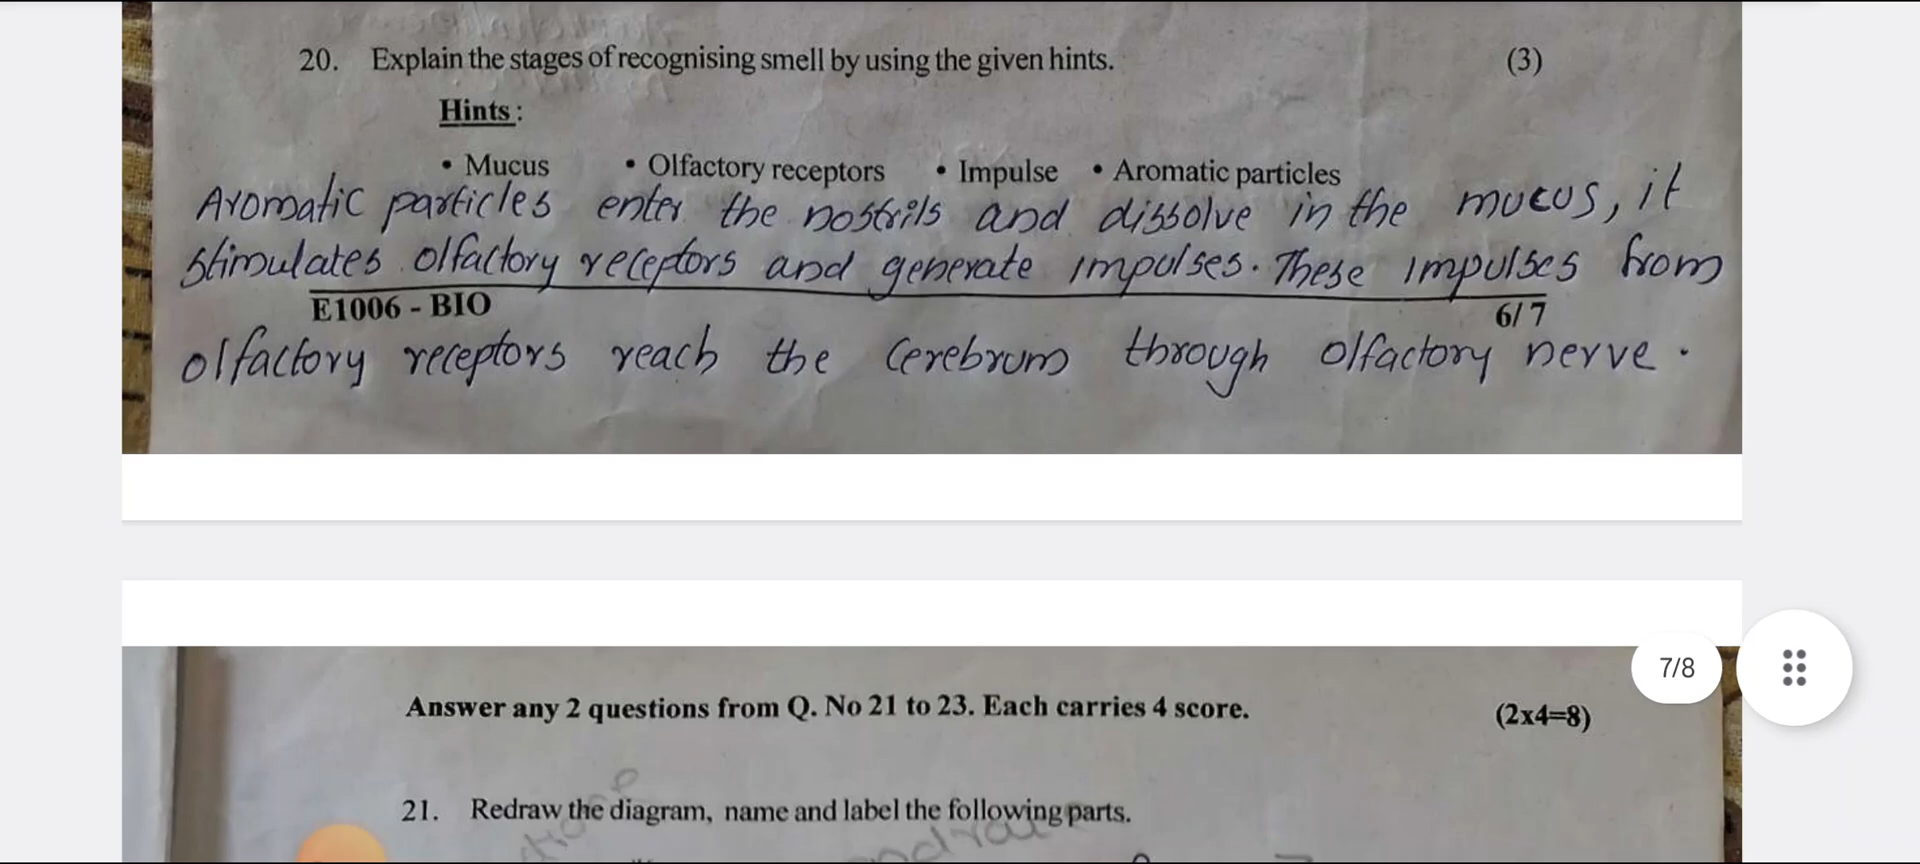 20. Explain the stages of recognising smell by using the given hints. (3)
Hints :
• Mucus • Olfactory receptors • Impulse • Aromatic particles
Aromatic particles enter the nostrils and dissolve in the mucus, it
stimulates olfactory receptors and generate impulses. These impulses from
E1006 - BIO 6/7
olfactory receptors reach the Cerebrum through olfactory nerve.
7/8
Answer any 2 questions from Q. No 21 to 23. Each carries 4 score. (2x4=8)
21. Redraw the diagram, name and label the following parts.